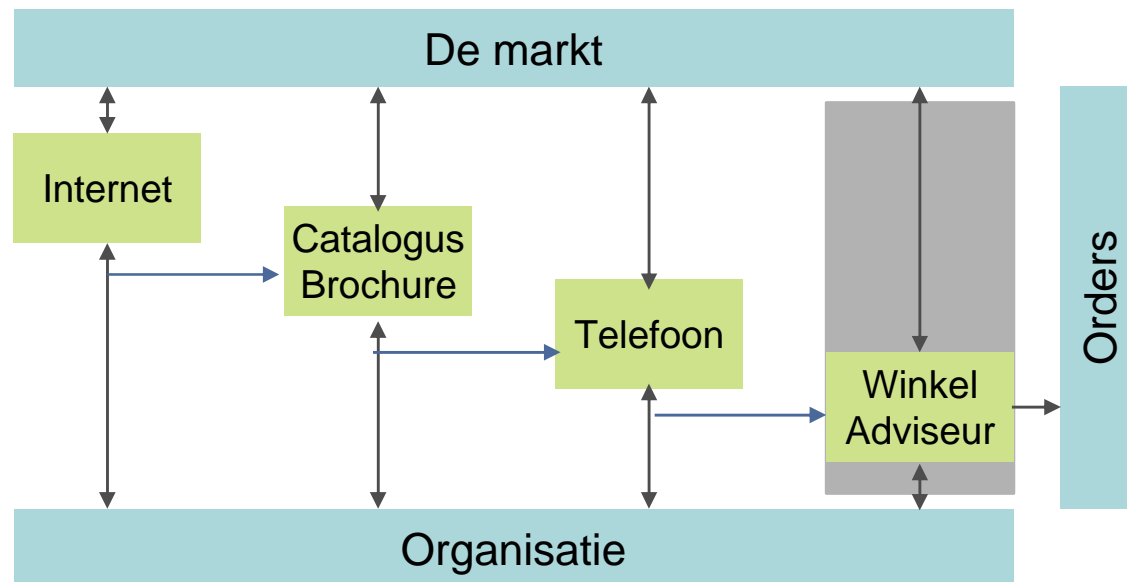 De markt
Internet
Catalogus
Brochure
Telefoon
Winkel
Adviseur
Orders
Organisatie